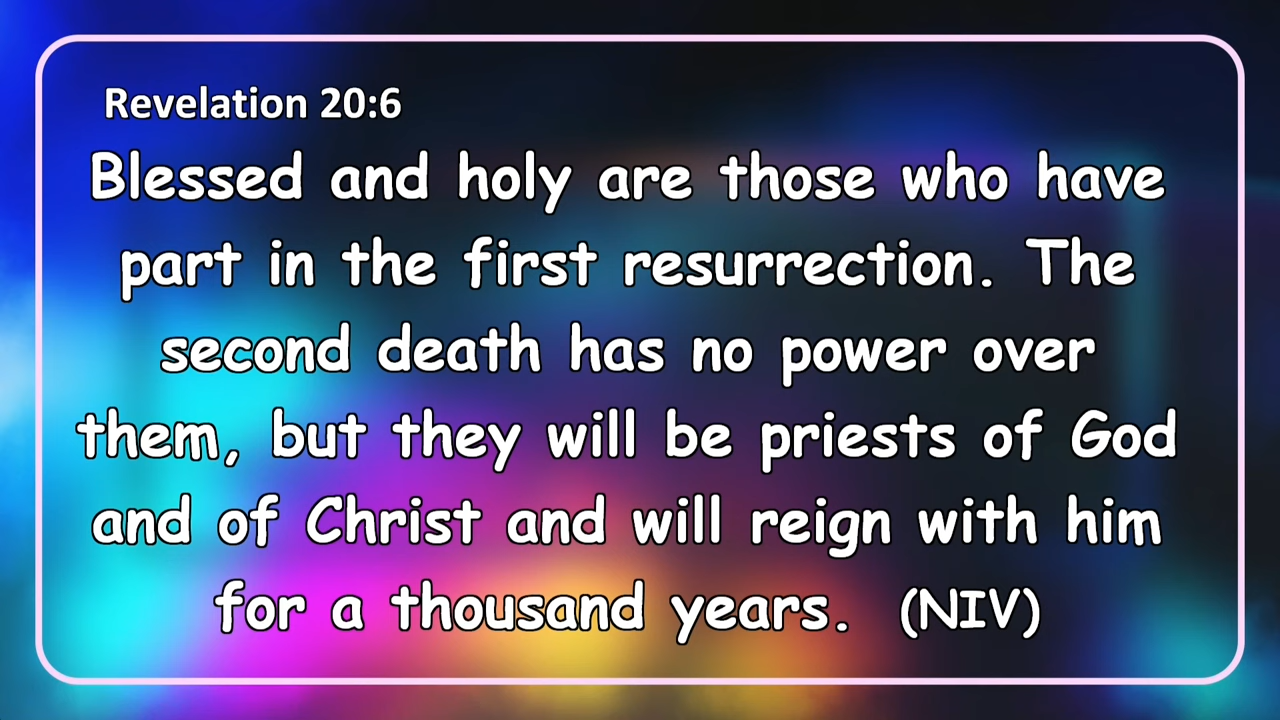 Revelation 20:6
Blessed and holy are those who have
part in the first resurrection. The
second death has no power over
them, but they will be priests of God
and of Christ and will reign with him
for a thousand years. (NIV)